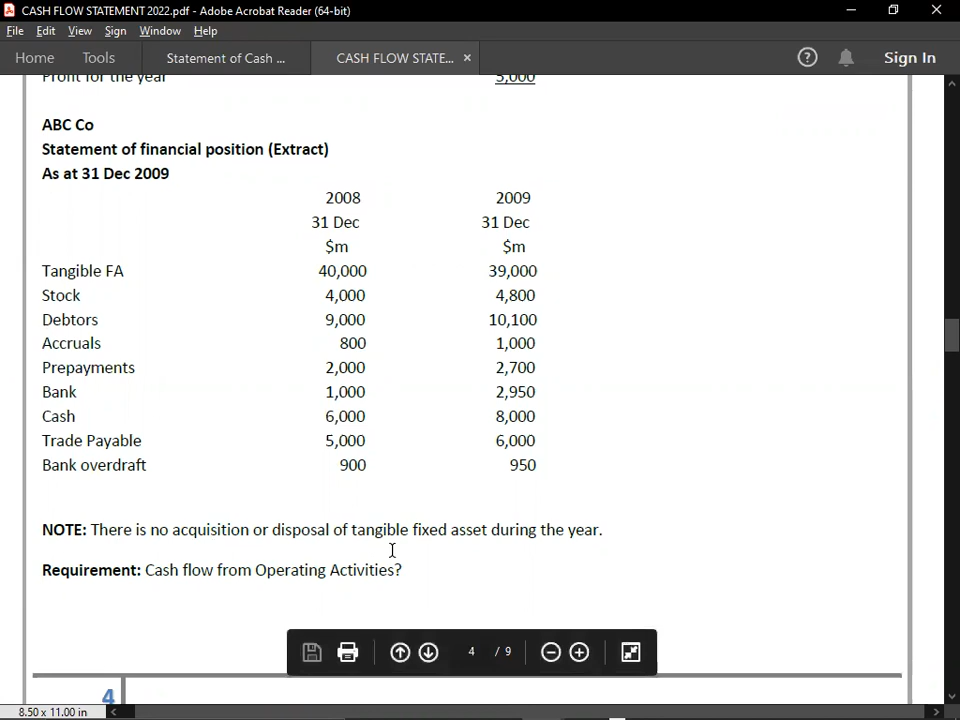 CASH FLOW STATEMENT 2022.pdf - Adobe Acrobat Reader (64-bit)
File Edit View Sign Window Help
Home Tools Statement of Cash ... CASH FLOW STATE... × ? Sign In
Profit for the year 5,000
ABC Co
Statement of financial position (Extract)
As at 31 Dec 2009
2008 2009
31 Dec 31 Dec
$m $m
Tangible FA 40,000 39,000
Stock 4,000 4,800
Debtors 9,000 10,100
Accruals 800 1,000
Prepayments 2,000 2,700
Bank 1,000 2,950
Cash 6,000 8,000
Trade Payable 5,000 6,000
Bank overdraft 900 950
NOTE: There is no acquisition or disposal of tangible fixed asset during the year.
Requirement: Cash flow from Operating Activities?
4 / 9
4
8.50 x 11.00 in